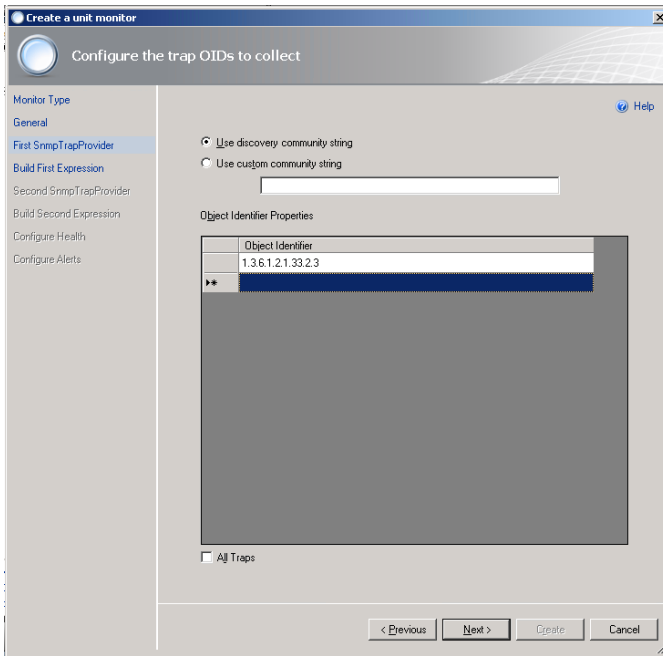 Create a unit monitor
Configure the trap OIDs to collect
Monitor Type
General
First SnmpTrapProvider
Build First Expression
Second SnmpTrapProvider
Build Second Expression
Configure Health
Configure Alerts
Help
Use discovery community string
Use custom community string
Object Identifier Properties
Object Identifier
1.3.6.1.2.1.33.2.3
All Traps
< Previous
Next >
Create
Cancel